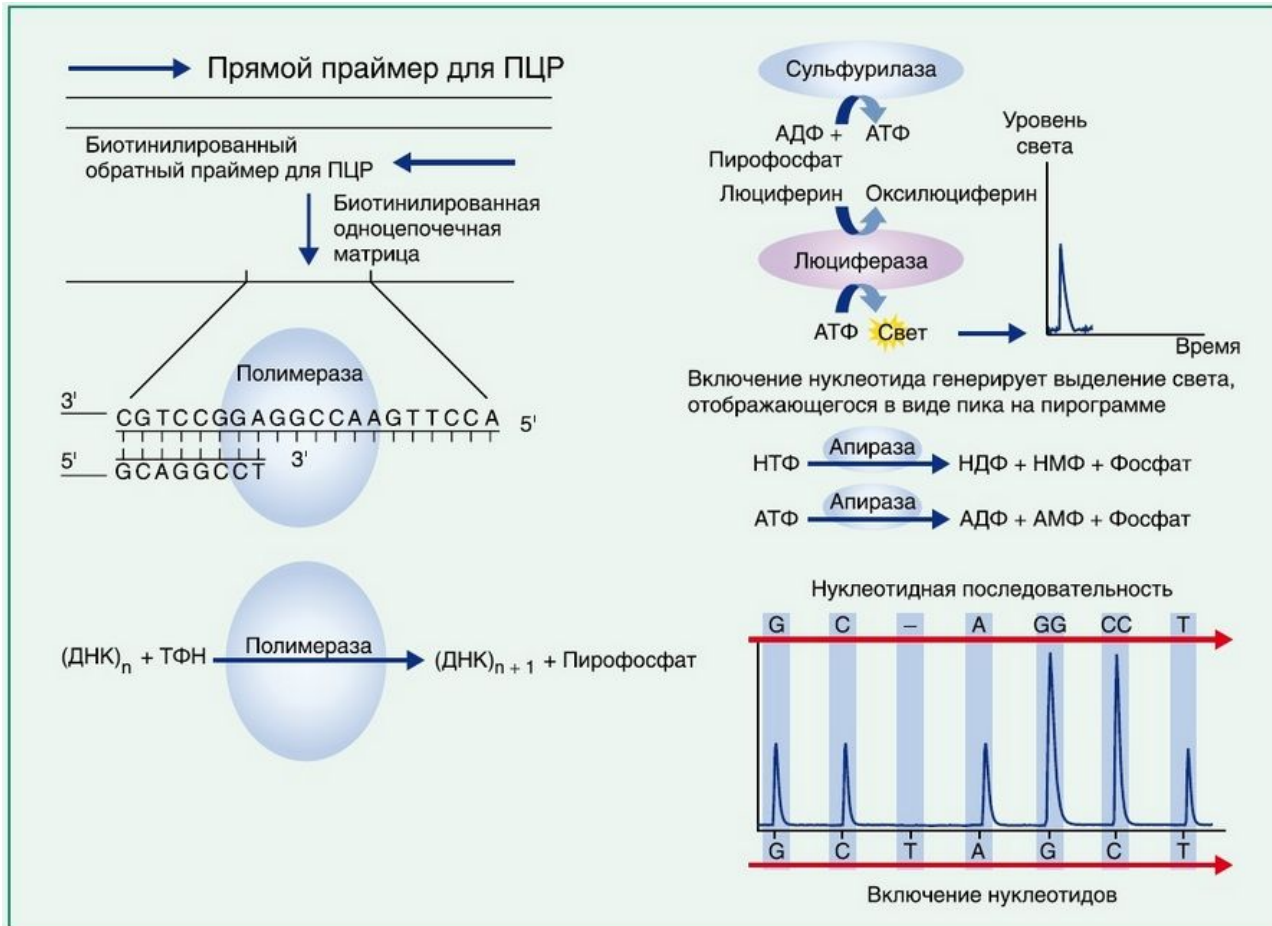 Прямой праймер для ПЦР
Биотинилированный
обратный праймер для ПЦР
Биотинилированная
одноцепочечная
матрица
Полимераза
3'
CGTCCGGAGGCCAAGTTCCA
5'
5'
GCAGGCCT
3'
(ДНК)n + ТФН
Полимераза
(ДНК)n + 1 + Пирофосфат
Сульфурилаза
АДФ +
Пирофосфат
АТФ
Люциферин
Оксилюциферин
Люцифераза
АТФ
Свет
Уровень
света
Время
Включение нуклеотида генерирует выделение света,
отображающегося в виде пика на пирограмме
НТФ
Апираза
НДФ + НМФ + Фосфат
АТФ
Апираза
АДФ + АМФ + Фосфат
Нуклеотидная последовательность
G C – A GG CC T
G C T A G C T
Включение нуклеотидов